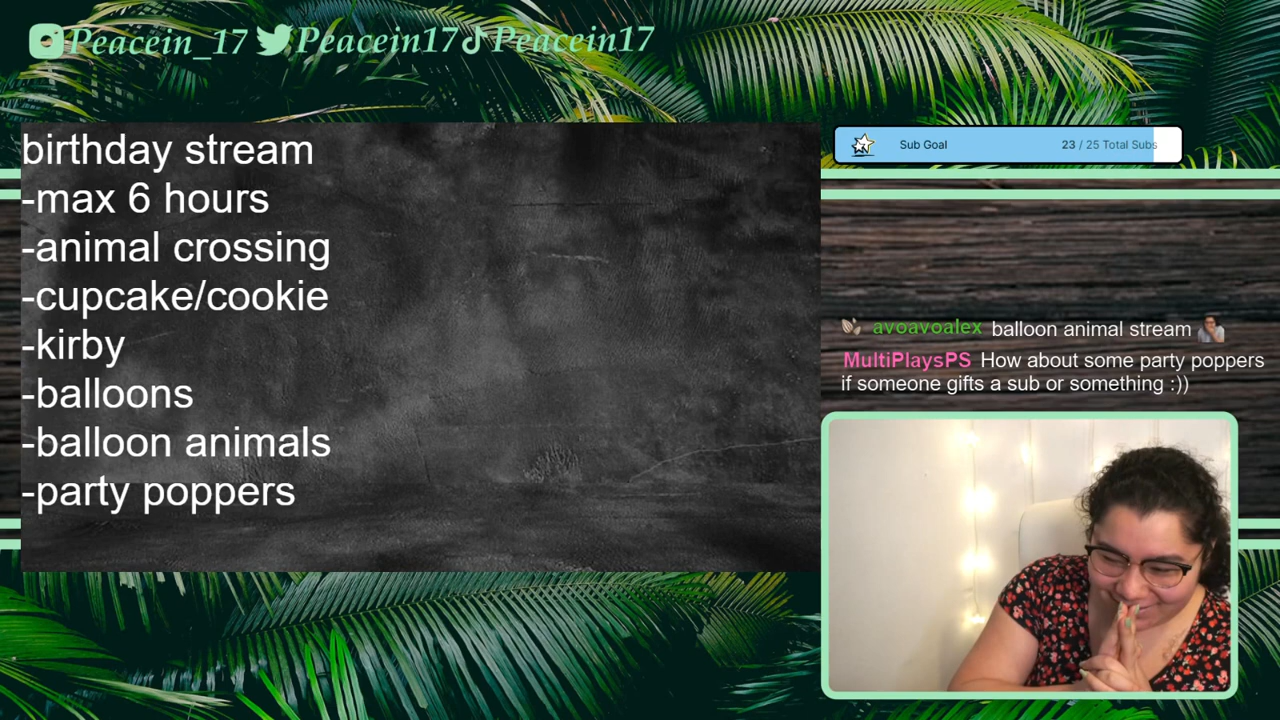 Peacein_17 Peacein17 Peacein17
birthday stream
-max 6 hours
-animal crossing
-cupcake/cookie
-kirby
-balloons
-balloon animals
-party poppers
Sub Goal 23 / 25 Total Subs
avoavoalex balloon animal stream
MultiPlaysPS How about some party poppers
if someone gifts a sub or something :))